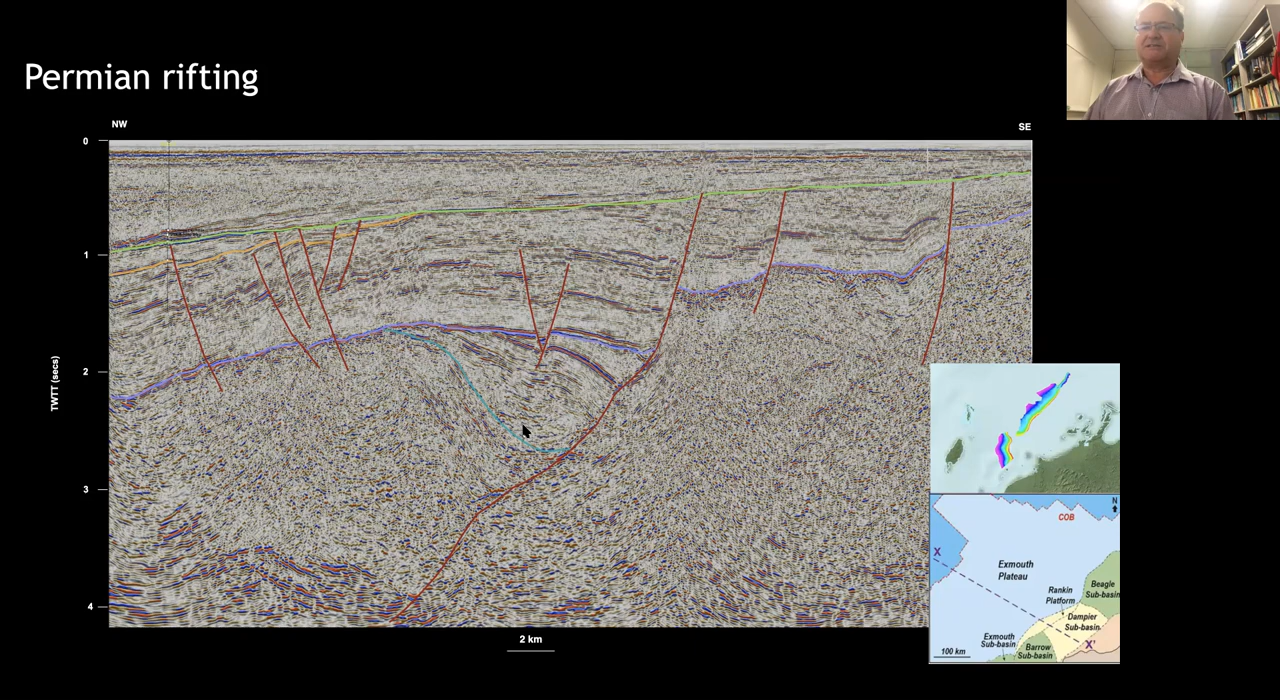 Permian rifting
NW
SE
0
1
2
3
4
TWTT (secs)
2 km
N
COB
X
Exmouth
Plateau
Rankin
Platform
Beagle
Sub-basin
Dampier
Sub-basin
Exmouth
Sub-basin
Barrow
Sub-basin
X'
100 km